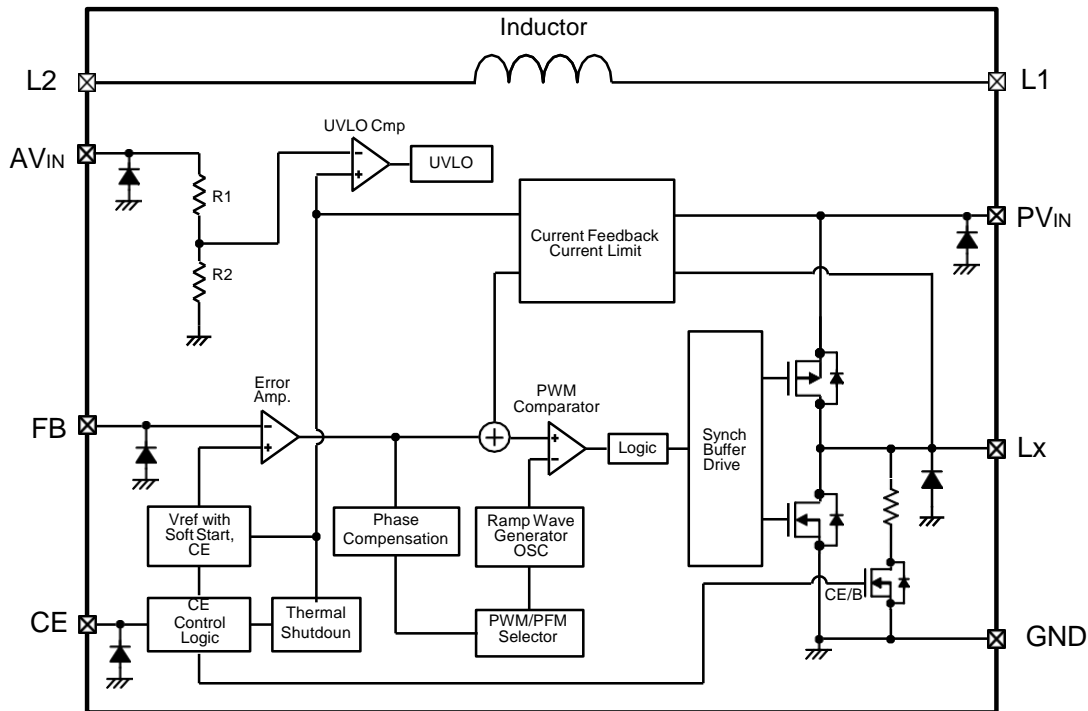 Inductor
L2
L1
UVLO Cmp
AVIN
UVLO
R1
PVIN
Current Feedback
Current Limit
R2
Error
Amp.
PWM
Comparator
FB
Logic
Synch
Buffer
Drive
Lx
Vref with
Soft Start,
CE
Phase
Compensation
Ramp Wave
Generator
OSC
CE/B
CE
CE
Control
Logic
Thermal
Shutdoun
PWM/PFM
Selector
GND